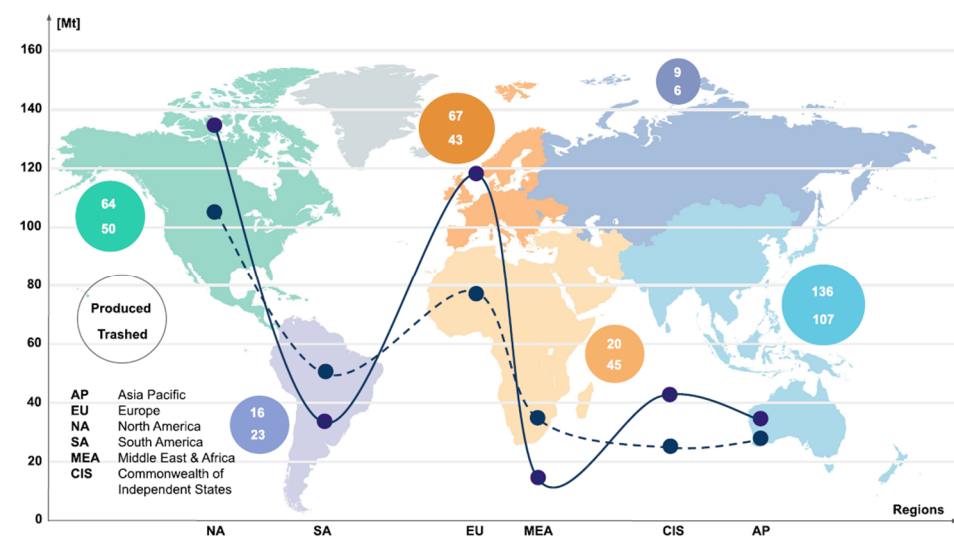 [Mt]
160
140
120
100
80
60
40
20
0
9
6
67
43
64
50
Produced
Trashed
136
107
20
45
16
23
AP Asia Pacific
EU Europe
NA North America
SA South America
MEA Middle East & Africa
CIS Commonwealth of
Independent States
Regions
NA SA EU MEA CIS AP